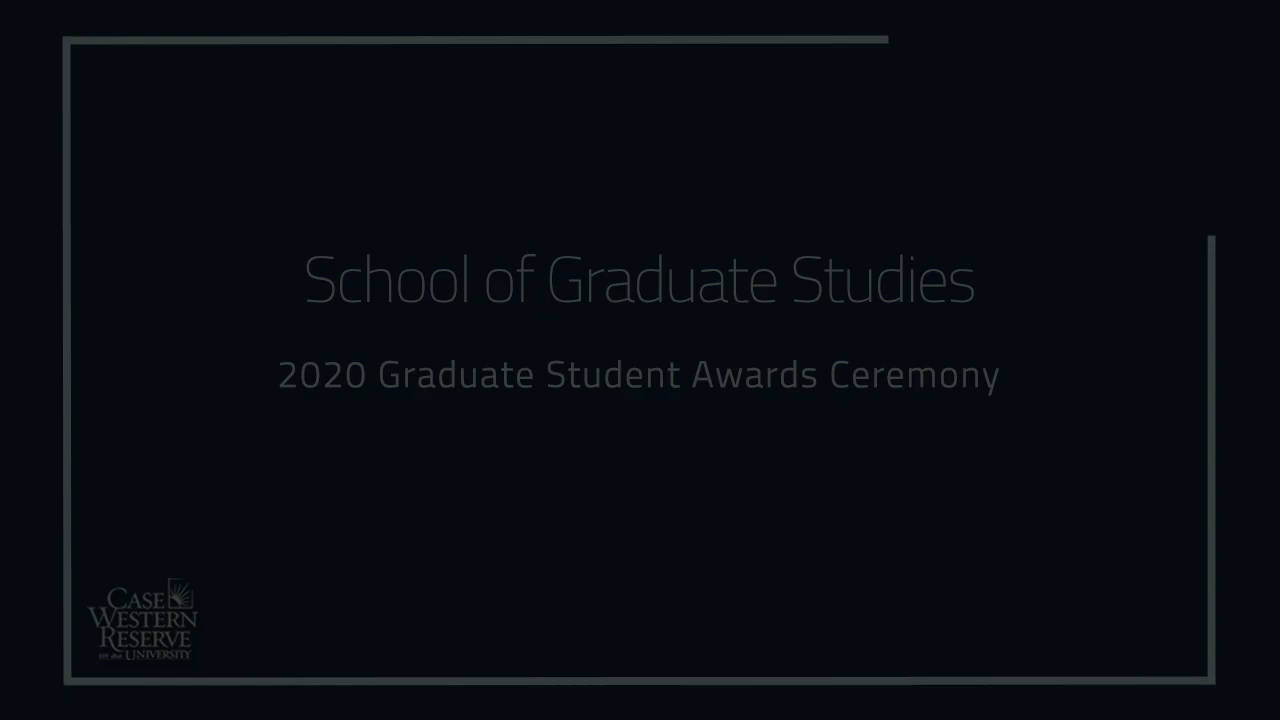 School of Graduate Studies
2020 Graduate Student Awards Ceremony
CASE
WESTERN
RESERVE
UNIVERSITY